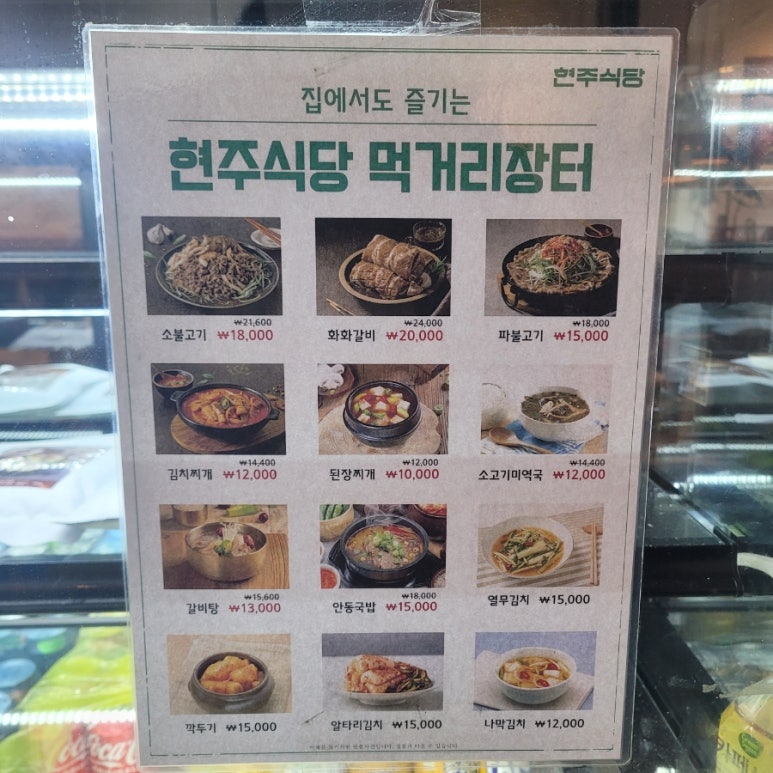 현주식당
집에서도 즐기는
현주식당 먹거리장터
₩21,600
소불고기 ₩18,000
₩24,000
화화갈비 ₩20,000
₩18,000
파불고기 ₩15,000
₩14,400
김치찌개 ₩12,000
₩12,000
된장찌개 ₩10,000
₩14,400
소고기미역국 ₩12,000
₩15,600
갈비탕 ₩13,000
₩18,000
안동국밥 ₩15,000
열무김치 ₩15,000
깍두기 ₩15,000
알타리김치 ₩15,000
나막김치 ₩12,000